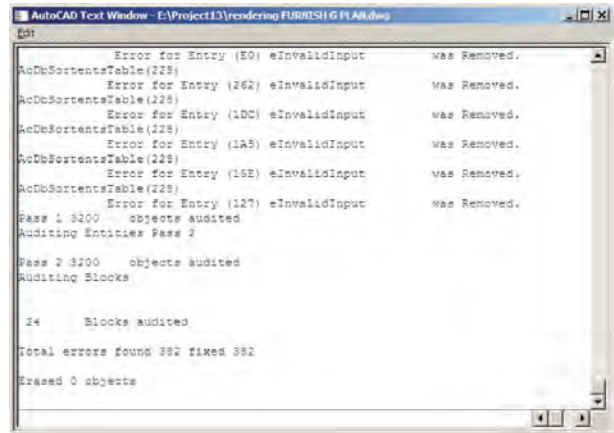 AutoCAD Text Window - E:\Project13\rendering FURNISH G PLAN.dwg
Edit
Error for Entry (E0) eInvalidInput was Removed.
AcDbSortentsTable(228)
Error for Entry (262) eInvalidInput was Removed.
AcDbSortentsTable(228)
Error for Entry (1DC) eInvalidInput was Removed.
AcDbSortentsTable(228)
Error for Entry (1A5) eInvalidInput was Removed.
AcDbSortentsTable(228)
Error for Entry (15E) eInvalidInput was Removed.
AcDbSortentsTable(228)
Error for Entry (127) eInvalidInput was Removed.
Pass 1 3200 objects audited
Auditing Entities Pass 2
Pass 2 3200 objects audited
Auditing Blocks
24 Blocks audited
Total errors found 392 fixed 392
Erased 0 objects